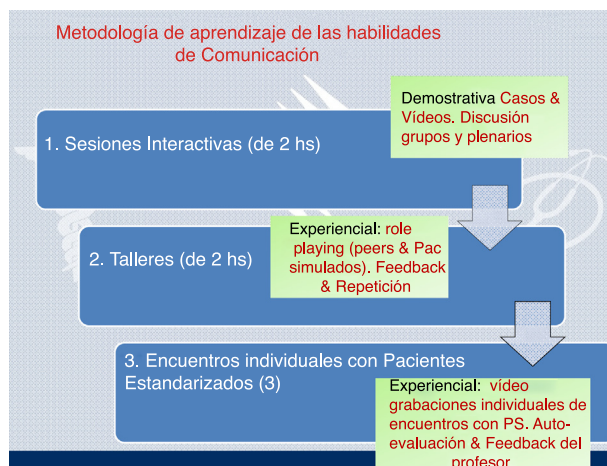 Metodología de aprendizaje de las habilidades
de Comunicación
Demostrativa Casos &
Vídeos. Discusión
grupos y plenarios
1. Sesiones Interactivas (de 2 hs)
Experiencial: role
playing (peers & Pac
simulados). Feedback
& Repetición
2. Talleres (de 2 hs)
3. Encuentros individuales con Pacientes
Estandarizados (3)
Experiencial: vídeo
grabaciones individuales de
encuentros con PS. Auto-
evaluación & Feedback del
profesor